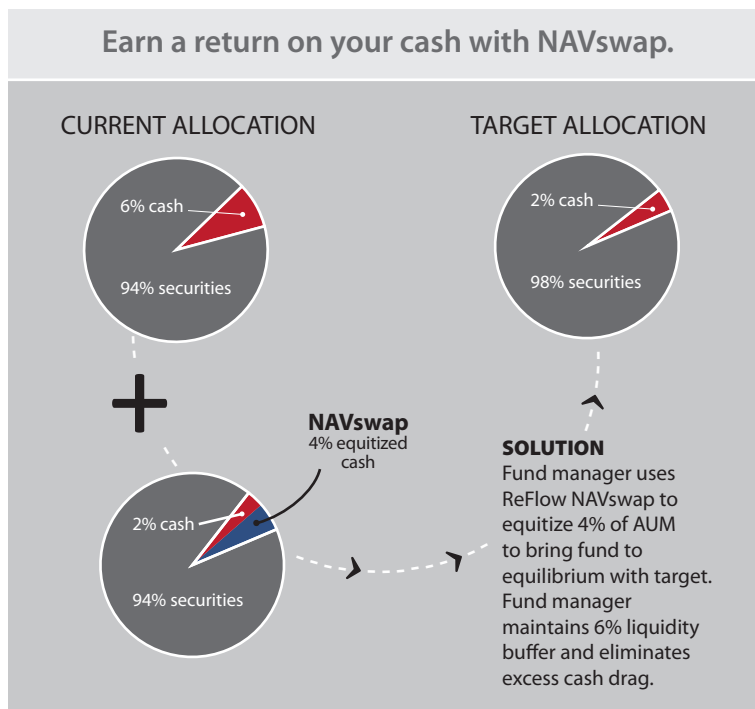 Earn a return on your cash with NAVswap.
CURRENT ALLOCATION
6% cash
94% securities
TARGET ALLOCATION
2% cash
98% securities
NAVswap
4% equitized
cash
2% cash
94% securities
SOLUTION
Fund manager uses
ReFlow NAVswap to
equitize 4% of AUM
to bring fund to
equilibrium with target.
Fund manager
maintains 6% liquidity
buffer and eliminates
excess cash drag.